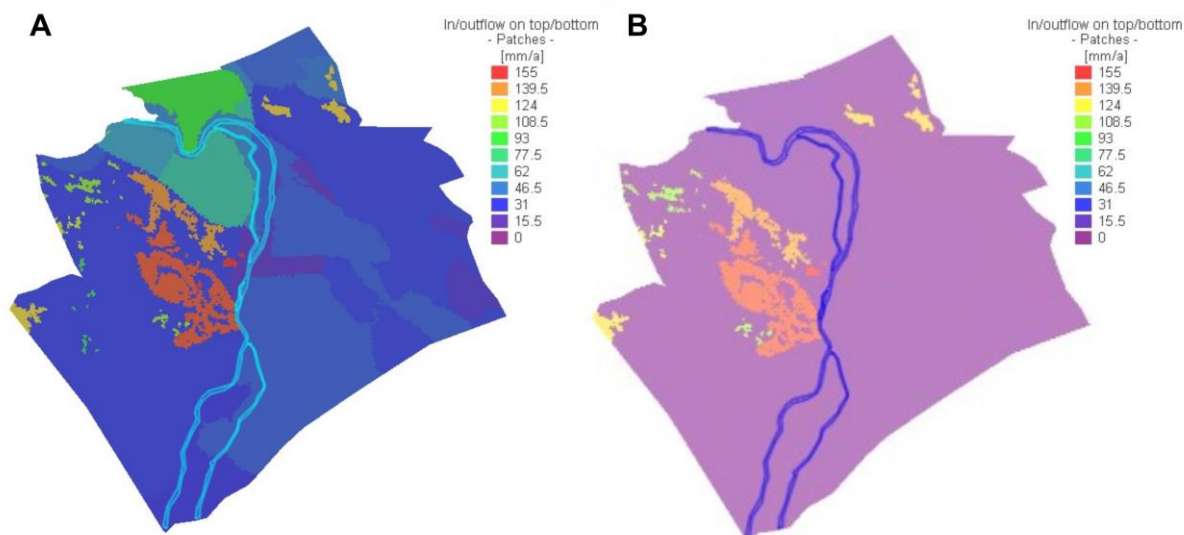 A
In/outflow on top/bottom
- Patches -
[mm/a]
155
139.5
124
108.5
93
77.5
62
46.5
31
15.5
0
B
In/outflow on top/bottom
- Patches -
[mm/a]
155
139.5
124
108.5
93
77.5
62
46.5
31
15.5
0